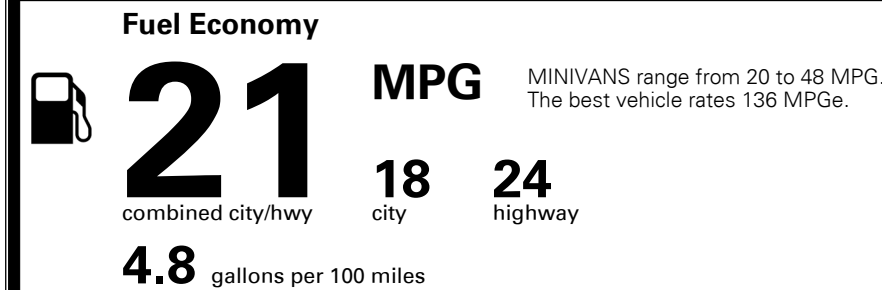 Fuel Economy
21 MPG
MINIVANS range from 20 to 48 MPG.
The best vehicle rates 136 MPGe.
combined city/hwy
18
city
24
highway
4.8 gallons per 100 miles